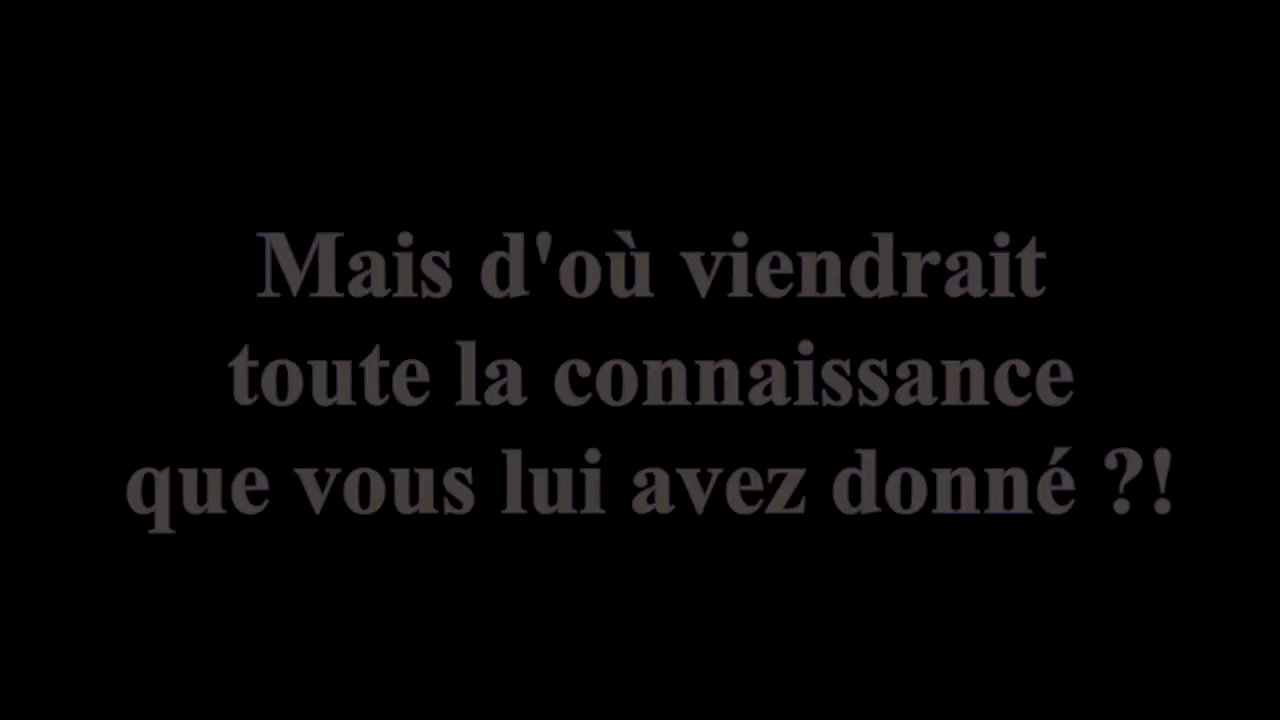 Mais d'où viendrait
toute la connaissance
que vous lui avez donné ?!